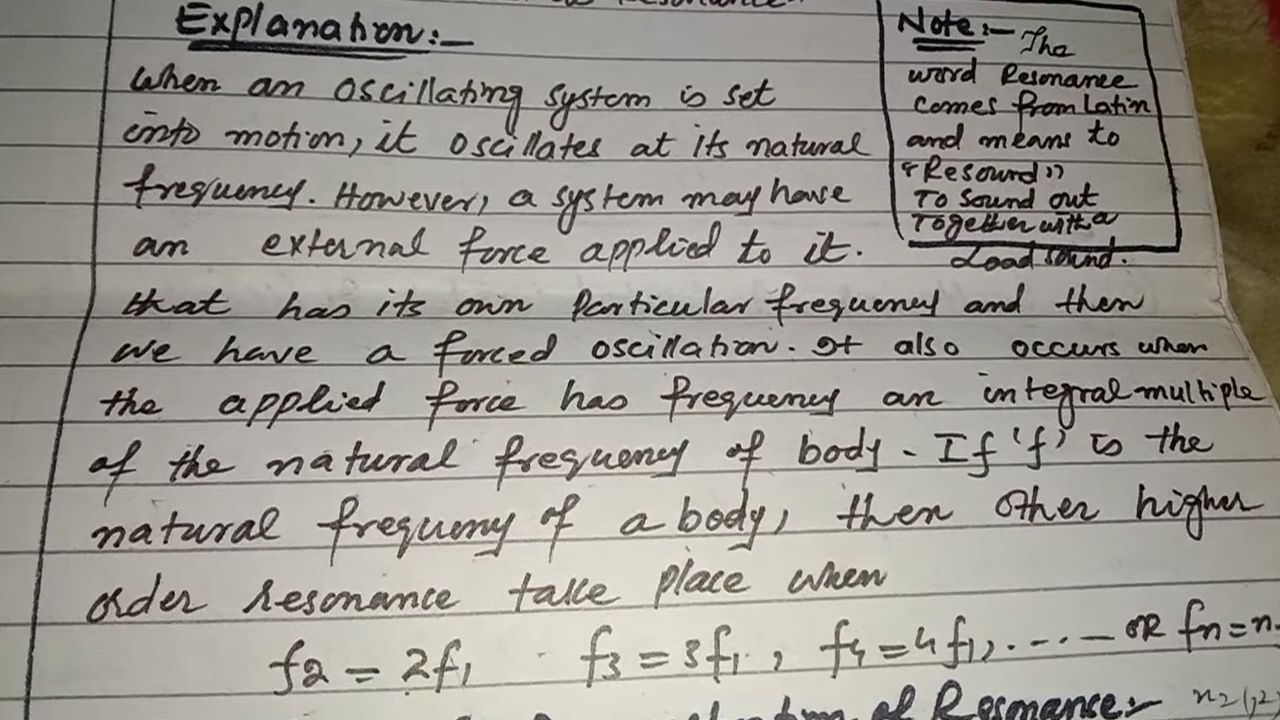 Resonance
Explanation:-
when an oscillating system is set
into motion, it oscillates at its natural
frequency. However, a system may have
an external force applied to it.
that has its own Particular frequency and then
we have a forced oscillation. It also occurs when
the applied force has frequency an integral multiple
of the natural frequency of body. If 'f' is the
natural frequency of a body, then other higher
order resonance take place when
f2 = 2f1 f3 = 3f1, f4 = 4f1, .... OR fn = n
of Resonance:-
Note:- The
word Resonance
comes from Latin
and means to
"Resound"
To Sound out
Together with a
Load sound.